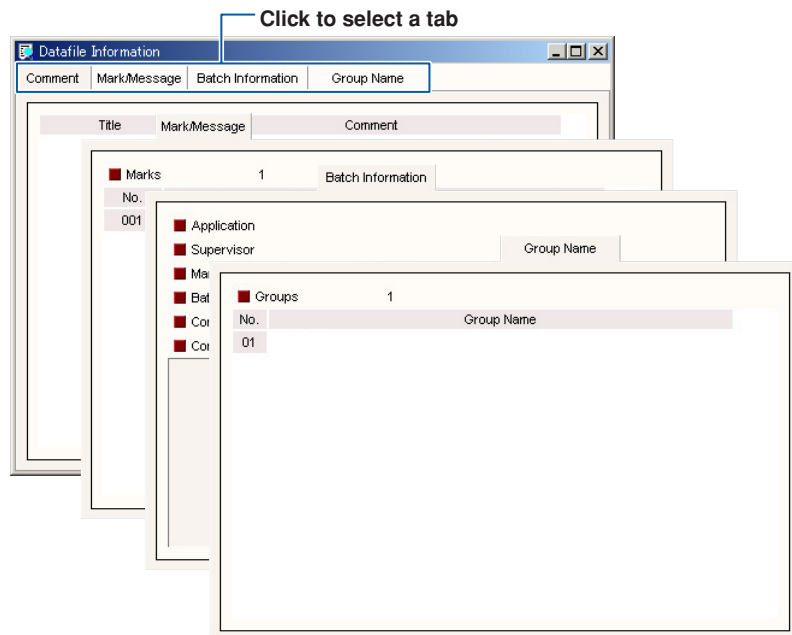 Click to select a tab
Datafile Information
Comment Mark/Message Batch Information Group Name
Title Mark/Message Comment
Marks 1 Batch Information
No.
001
Application
Supervisor Group Name
Groups 1
No. Group Name
01